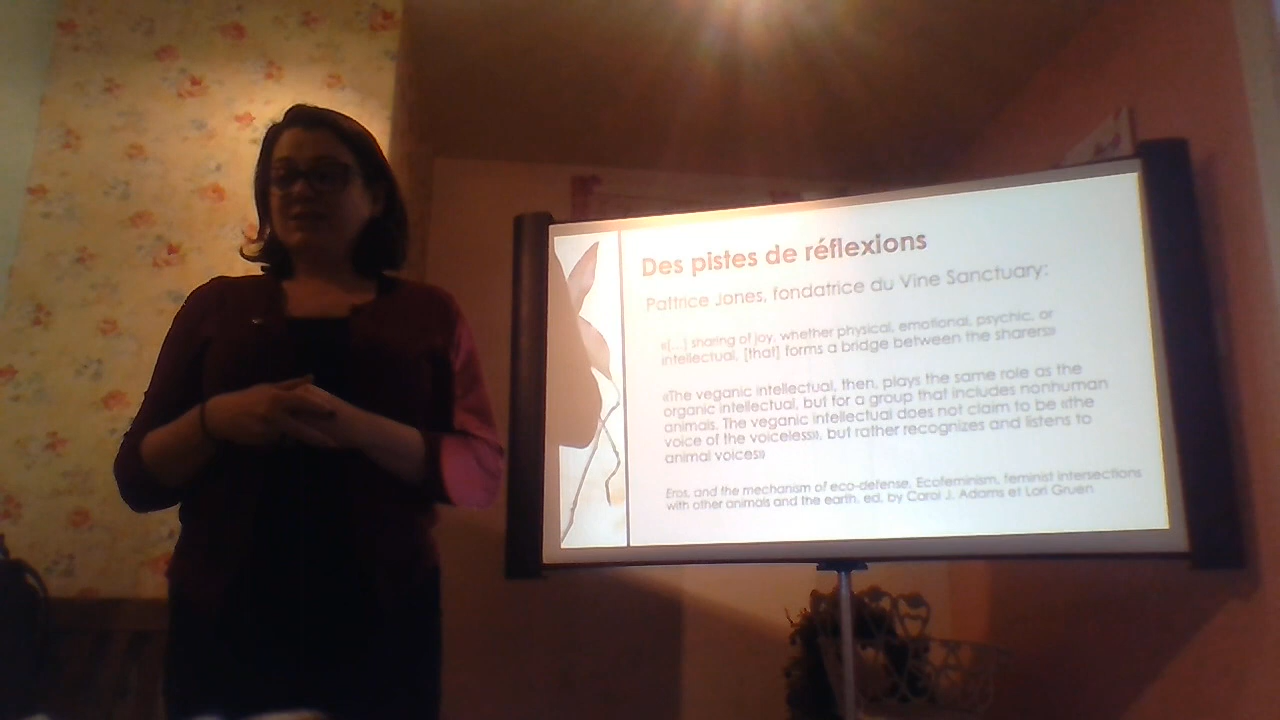 Des pistes de réflexions
Pattrice Jones, fondatrice du Vine Sanctuary:
«[...] sharing of joy, whether physical, emotional, psychic, or
intellectual, [that] forms a bridge between the sharers»
«The veganic intellectual, then, plays the same role as the
organic intellectual, but for a group that includes nonhuman
animals. The veganic intellectual does not claim to be «the
voice of the voiceless», but rather recognizes and listens to
animal voices»
Eros, and the mechanism of eco-defense, Ecofeminism, feminist intersections
with other animals and the earth, ed, by Carol J. Adams et Lori Gruen